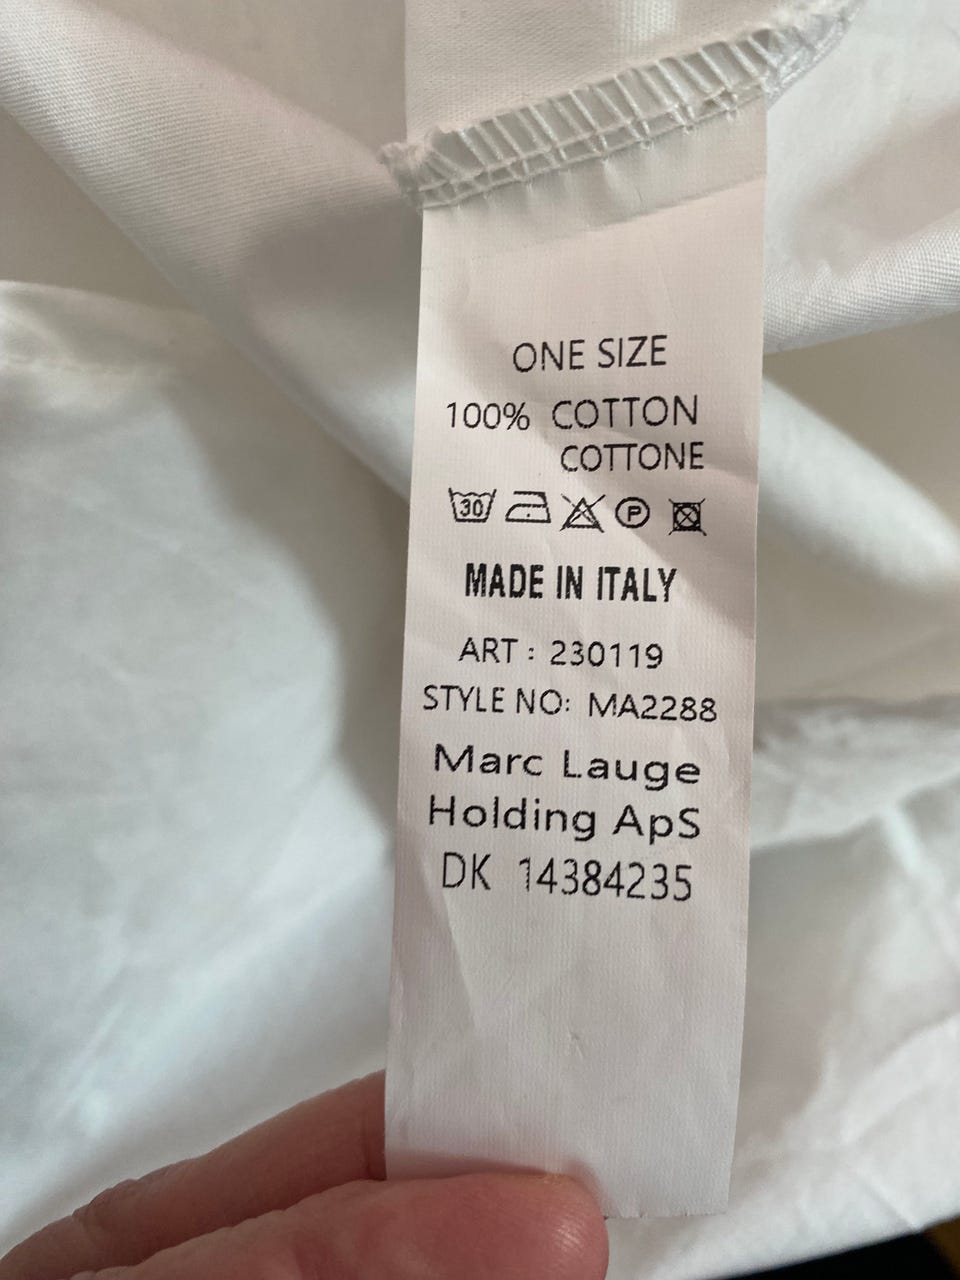 ONE SIZE
100% COTTON
COTTONE
30 P
MADE IN ITALY
ART : 230119
STYLE NO: MA2288
Marc Lauge
Holding ApS
DK 14384235